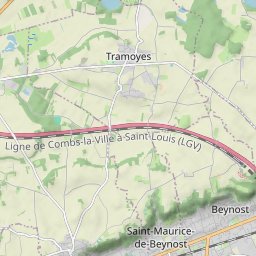 Tramoyes
Ligne de Combs-la-Ville à Saint-Louis (LGV)
Beynost
Saint-Maurice-
de-Beynost